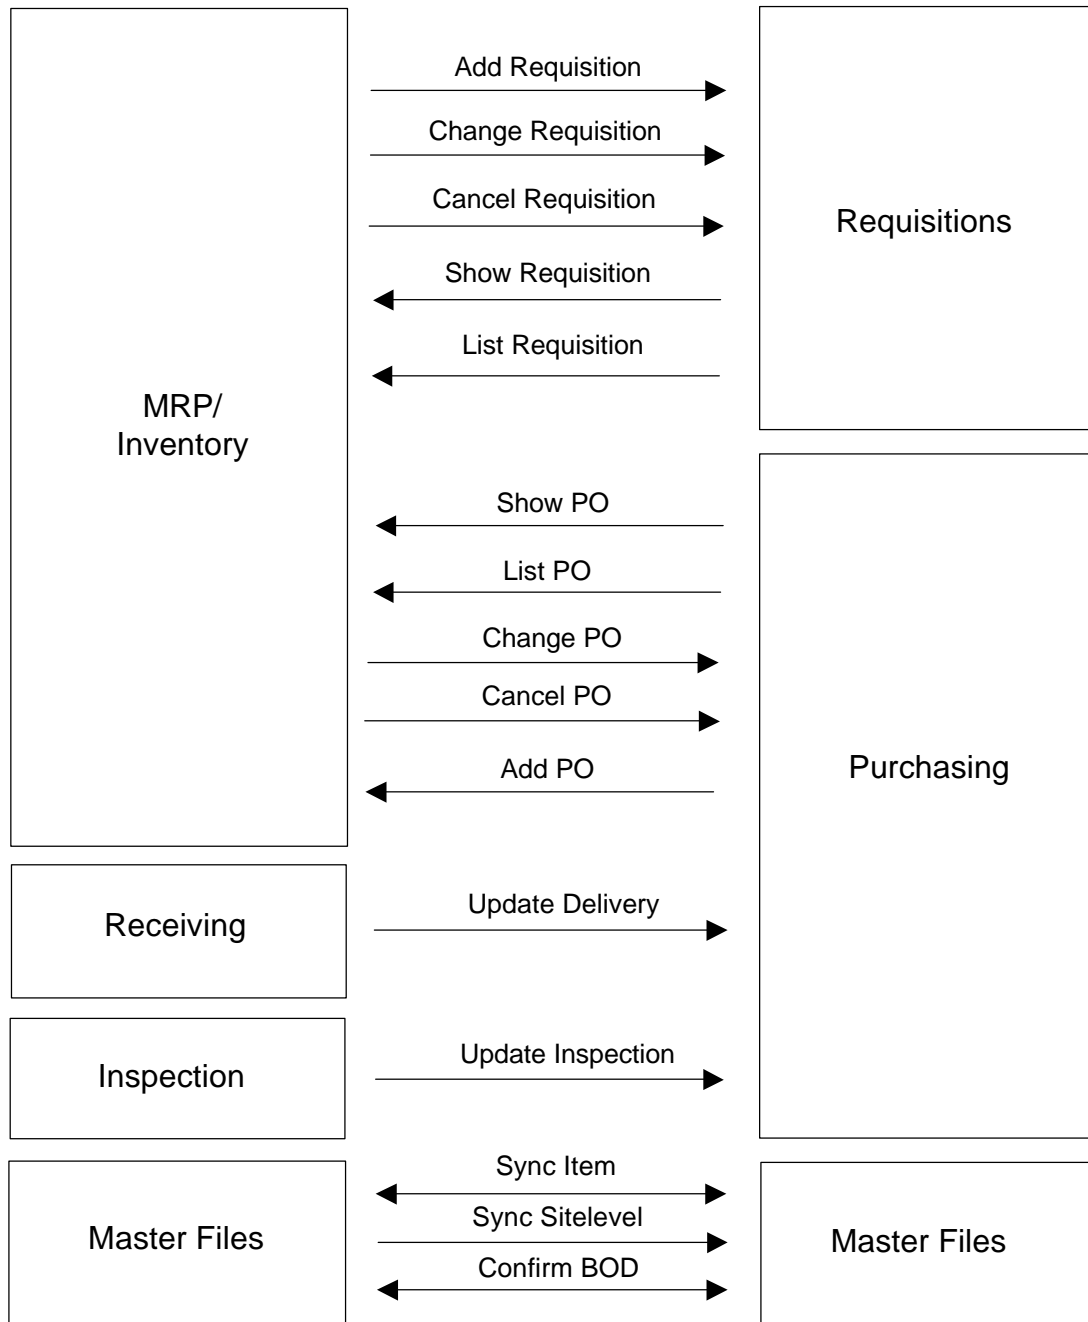 Add Requisition
Change Requisition
Cancel Requisition
Show Requisition
List Requisition
MRP/
Inventory
Requisitions
Show PO
List PO
Change PO
Cancel PO
Add PO
Purchasing
Receiving
Update Delivery
Inspection
Update Inspection
Master Files
Sync Item
Sync Sitelevel
Confirm BOD
Master Files